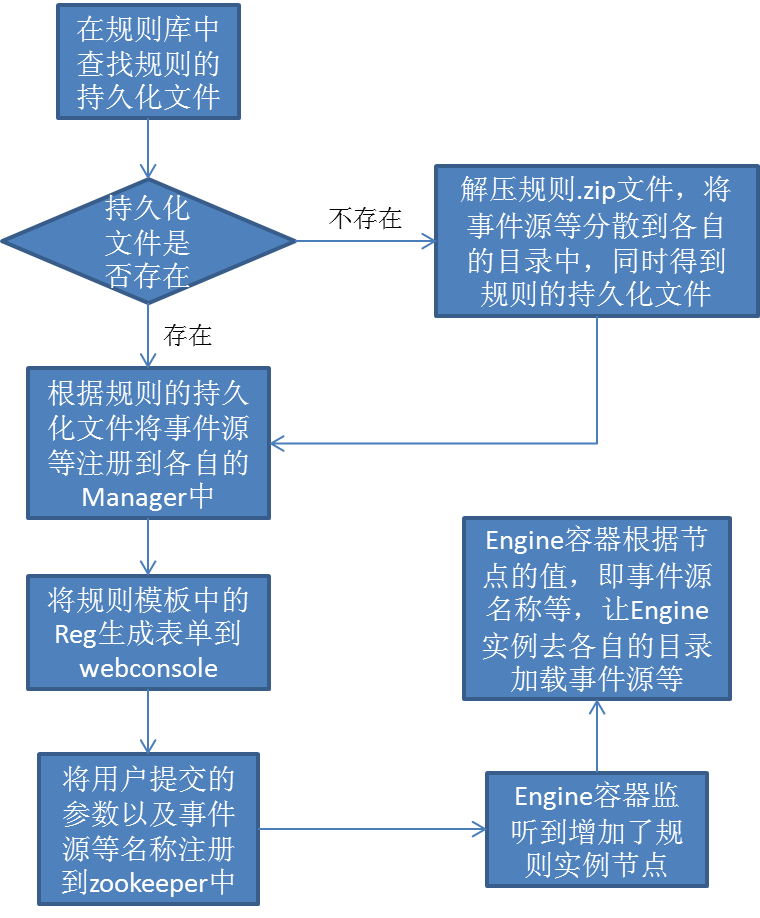 在规则库中
查找规则的
持久化文件
持久化
文件是
否存在
不存在
解压规则.zip文件，将
事件源等分散到各自
的目录中，同时得到
规则的持久化文件
存在
根据规则的持久
化文件将事件源
等注册到各自的
Manager中
将规则模板中的
Reg生成表单到
webconsole
将用户提交的
参数以及事件
源等名称注册
到zookeeper中
Engine容器监
听到增加了规
则实例节点
Engine容器根据节
点的值，即事件源
名称等，让Engine
实例去各自的目录
加载事件源等